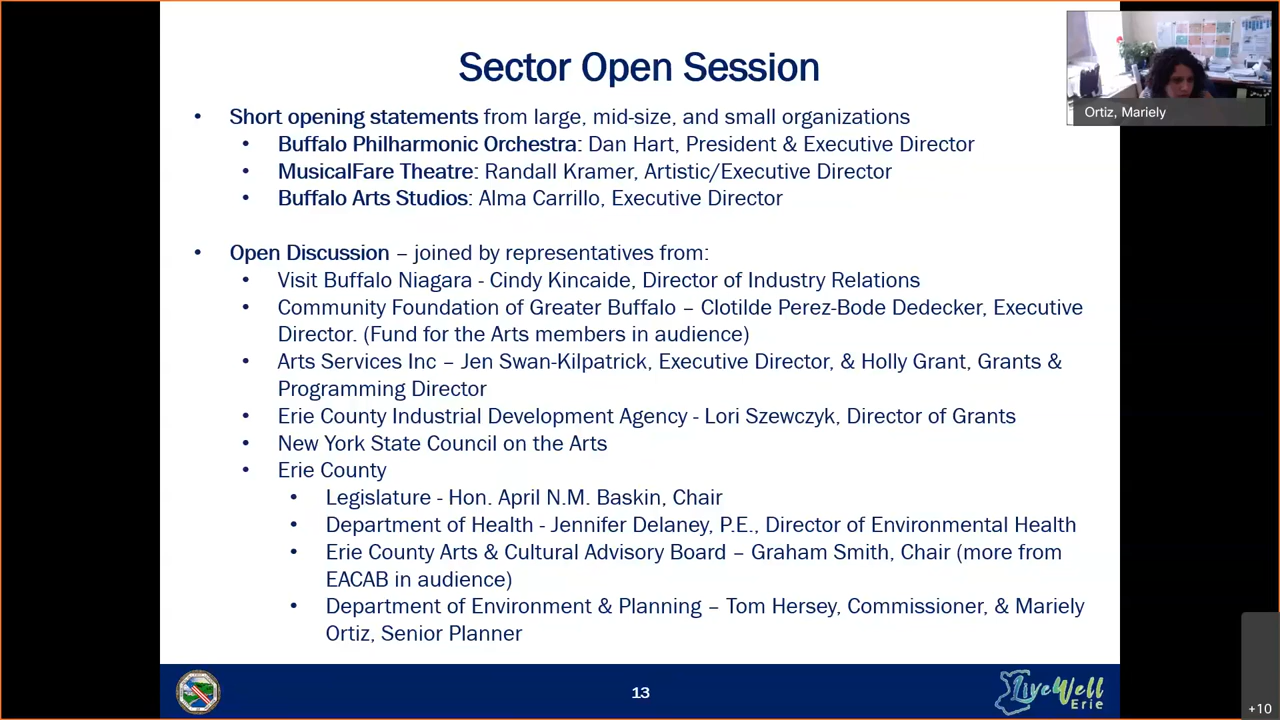 Sector Open Session
• Short opening statements from large, mid-size, and small organizations
• Buffalo Philharmonic Orchestra: Dan Hart, President & Executive Director
• MusicalFare Theatre: Randall Kramer, Artistic/Executive Director
• Buffalo Arts Studios: Alma Carrillo, Executive Director
• Open Discussion – joined by representatives from:
• Visit Buffalo Niagara - Cindy Kincaide, Director of Industry Relations
• Community Foundation of Greater Buffalo – Clotilde Perez-Bode Dedecker, Executive
Director. (Fund for the Arts members in audience)
• Arts Services Inc – Jen Swan-Kilpatrick, Executive Director, & Holly Grant, Grants &
Programming Director
• Erie County Industrial Development Agency - Lori Szewczyk, Director of Grants
• New York State Council on the Arts
• Erie County
• Legislature - Hon. April N.M. Baskin, Chair
• Department of Health - Jennifer Delaney, P.E., Director of Environmental Health
• Erie County Arts & Cultural Advisory Board – Graham Smith, Chair (more from
EACAB in audience)
• Department of Environment & Planning – Tom Hersey, Commissioner, & Mariely
Ortiz, Senior Planner
13
LiveWell
Erie
Ortiz, Mariely
+10